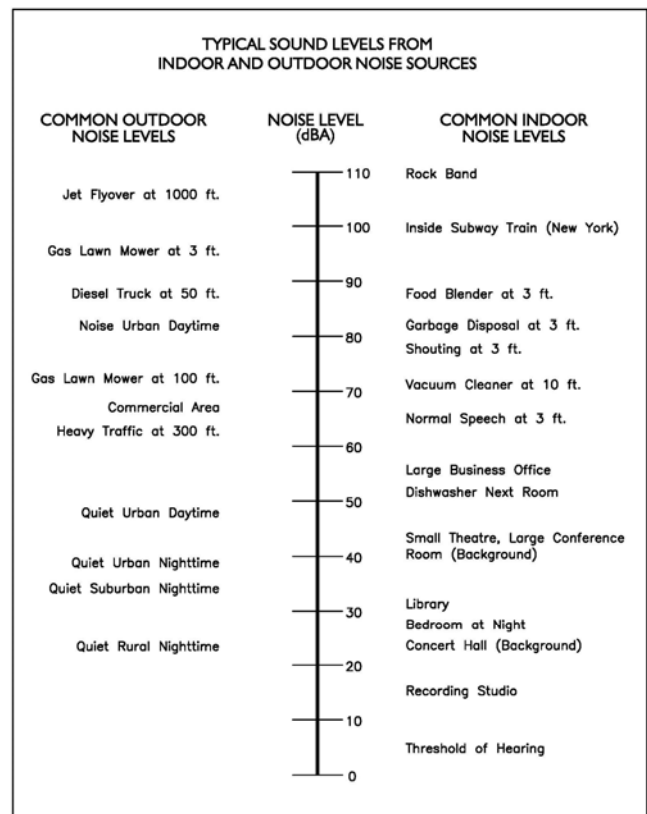 TYPICAL SOUND LEVELS FROM
INDOOR AND OUTDOOR NOISE SOURCES
COMMON OUTDOOR
NOISE LEVELS
NOISE LEVEL
(dBA)
COMMON INDOOR
NOISE LEVELS
110
Rock Band
Jet Flyover at 1000 ft.
100
Inside Subway Train (New York)
Gas Lawn Mower at 3 ft.
90
Diesel Truck at 50 ft.
Food Blender at 3 ft.
Noise Urban Daytime
Garbage Disposal at 3 ft.
80
Shouting at 3 ft.
Gas Lawn Mower at 100 ft.
Vacuum Cleaner at 10 ft.
70
Commercial Area
Normal Speech at 3 ft.
Heavy Traffic at 300 ft.
60
Large Business Office
Dishwasher Next Room
50
Quiet Urban Daytime
Small Theatre, Large Conference
Room (Background)
40
Quiet Urban Nighttime
Quiet Suburban Nighttime
Library
30
Bedroom at Night
Quiet Rural Nighttime
Concert Hall (Background)
20
Recording Studio
10
Threshold of Hearing
0